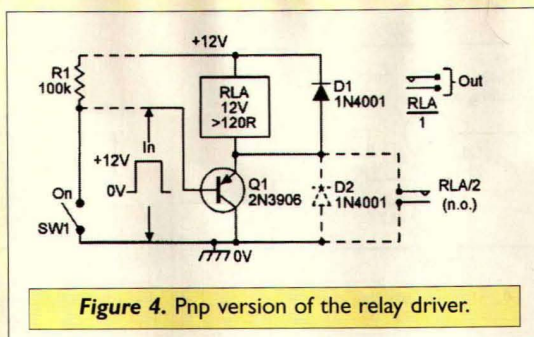 +12V
R1
100k
RLA
12V
>120R
D1
1N4001
Out
RLA
1
In
+12V
0V
Q1
2N3906
D2
1N4001
RLA/2
(n.o.)
On
SW1
0V
Figure 4. Pnp version of the relay driver.